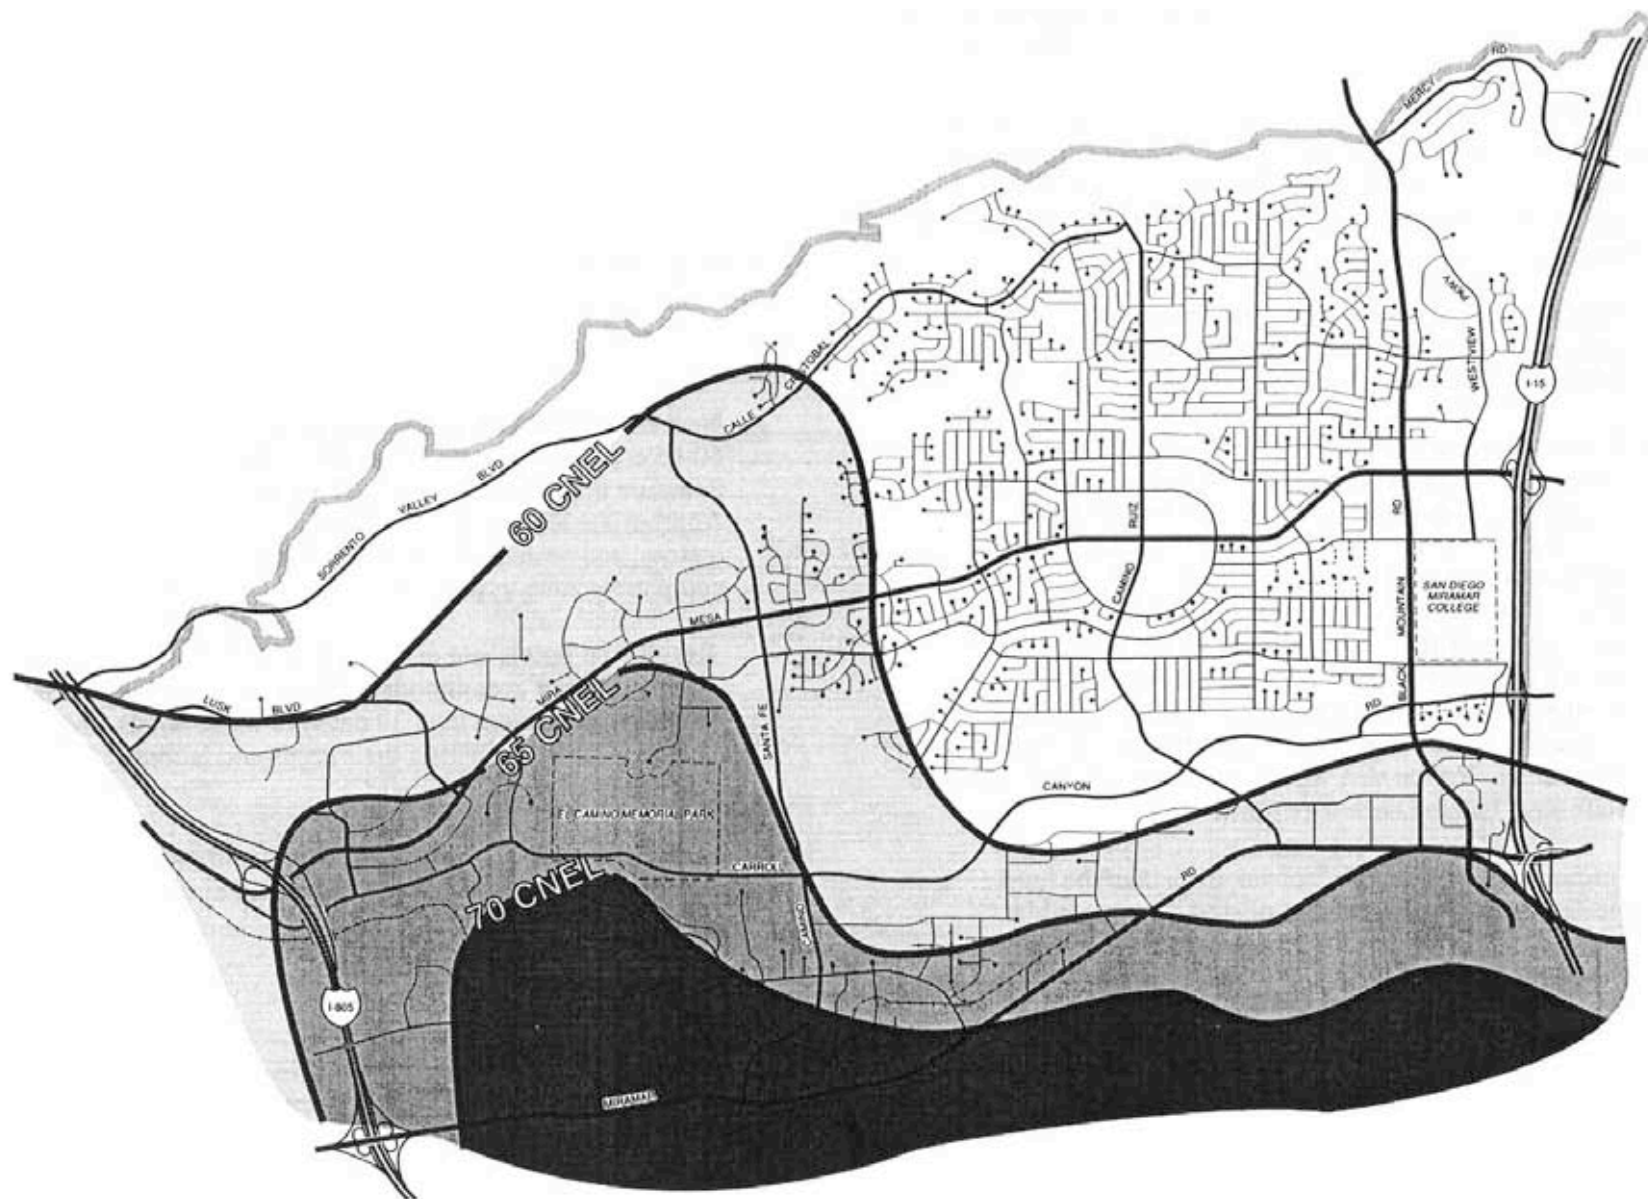 MERCY RD
PKWY
WESTVIEW
I-15
CALLE CRISTOBAL
SORRENTO VALLEY BLVD
60 CNEL
CAMINO RUIZ
BLACK MOUNTAIN RD
SAN DIEGO
MIRAMAR
COLLEGE
MIRA MESA
LUSK BLVD
65 CNEL
CAMINO SANTA FE
EL CAMINO MEMORIAL PARK
CARROLL CANYON RD
70 CNEL
I-805
MIRAMAR RD